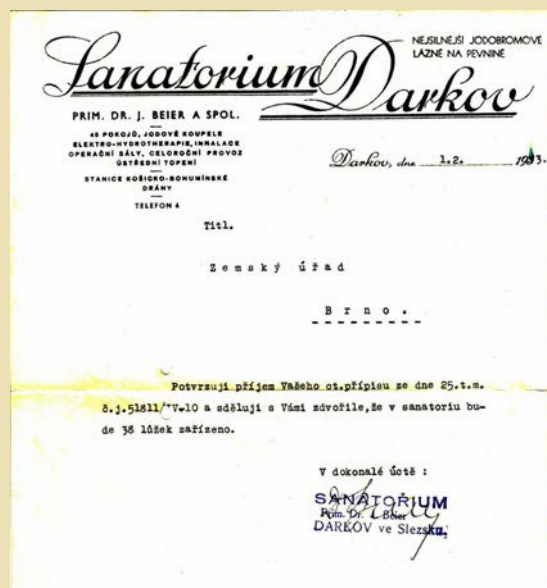 Sanatorium Darkov
NEJSILNĚJŠÍ JODOBROMOVÉ
LÁZNĚ NA PEVNINĚ
PRIM. DR. J. BEIER A SPOL.
45 POKOJŮ, JODOVÉ KOUPELE
ELEKTRO-HYDROTHERAPIE, INHALACE
OPERAČNÍ SÁLY, CELOROČNÍ PROVOZ
ÚSTŘEDNÍ TOPENÍ
STANICE KOŠICKO-BOHUMÍNSKÉ
DRÁHY
TELEFON 4
Darkov, dne 1.2. 1933.
Titl.
Zemský úřad
Brno.
Potvrzuji příjem Vašeho ct.přípisu ze dne 25.t.m.
č.j.51811/ V-10 a sděluji s Vámi zdvořile,že v sanatoriu bu-
de 38 lůžek zařízeno.
V dokonalé úctě :
SANATOŘIUM
Prim. Dr. Beier
DARKOV ve Slezsku,